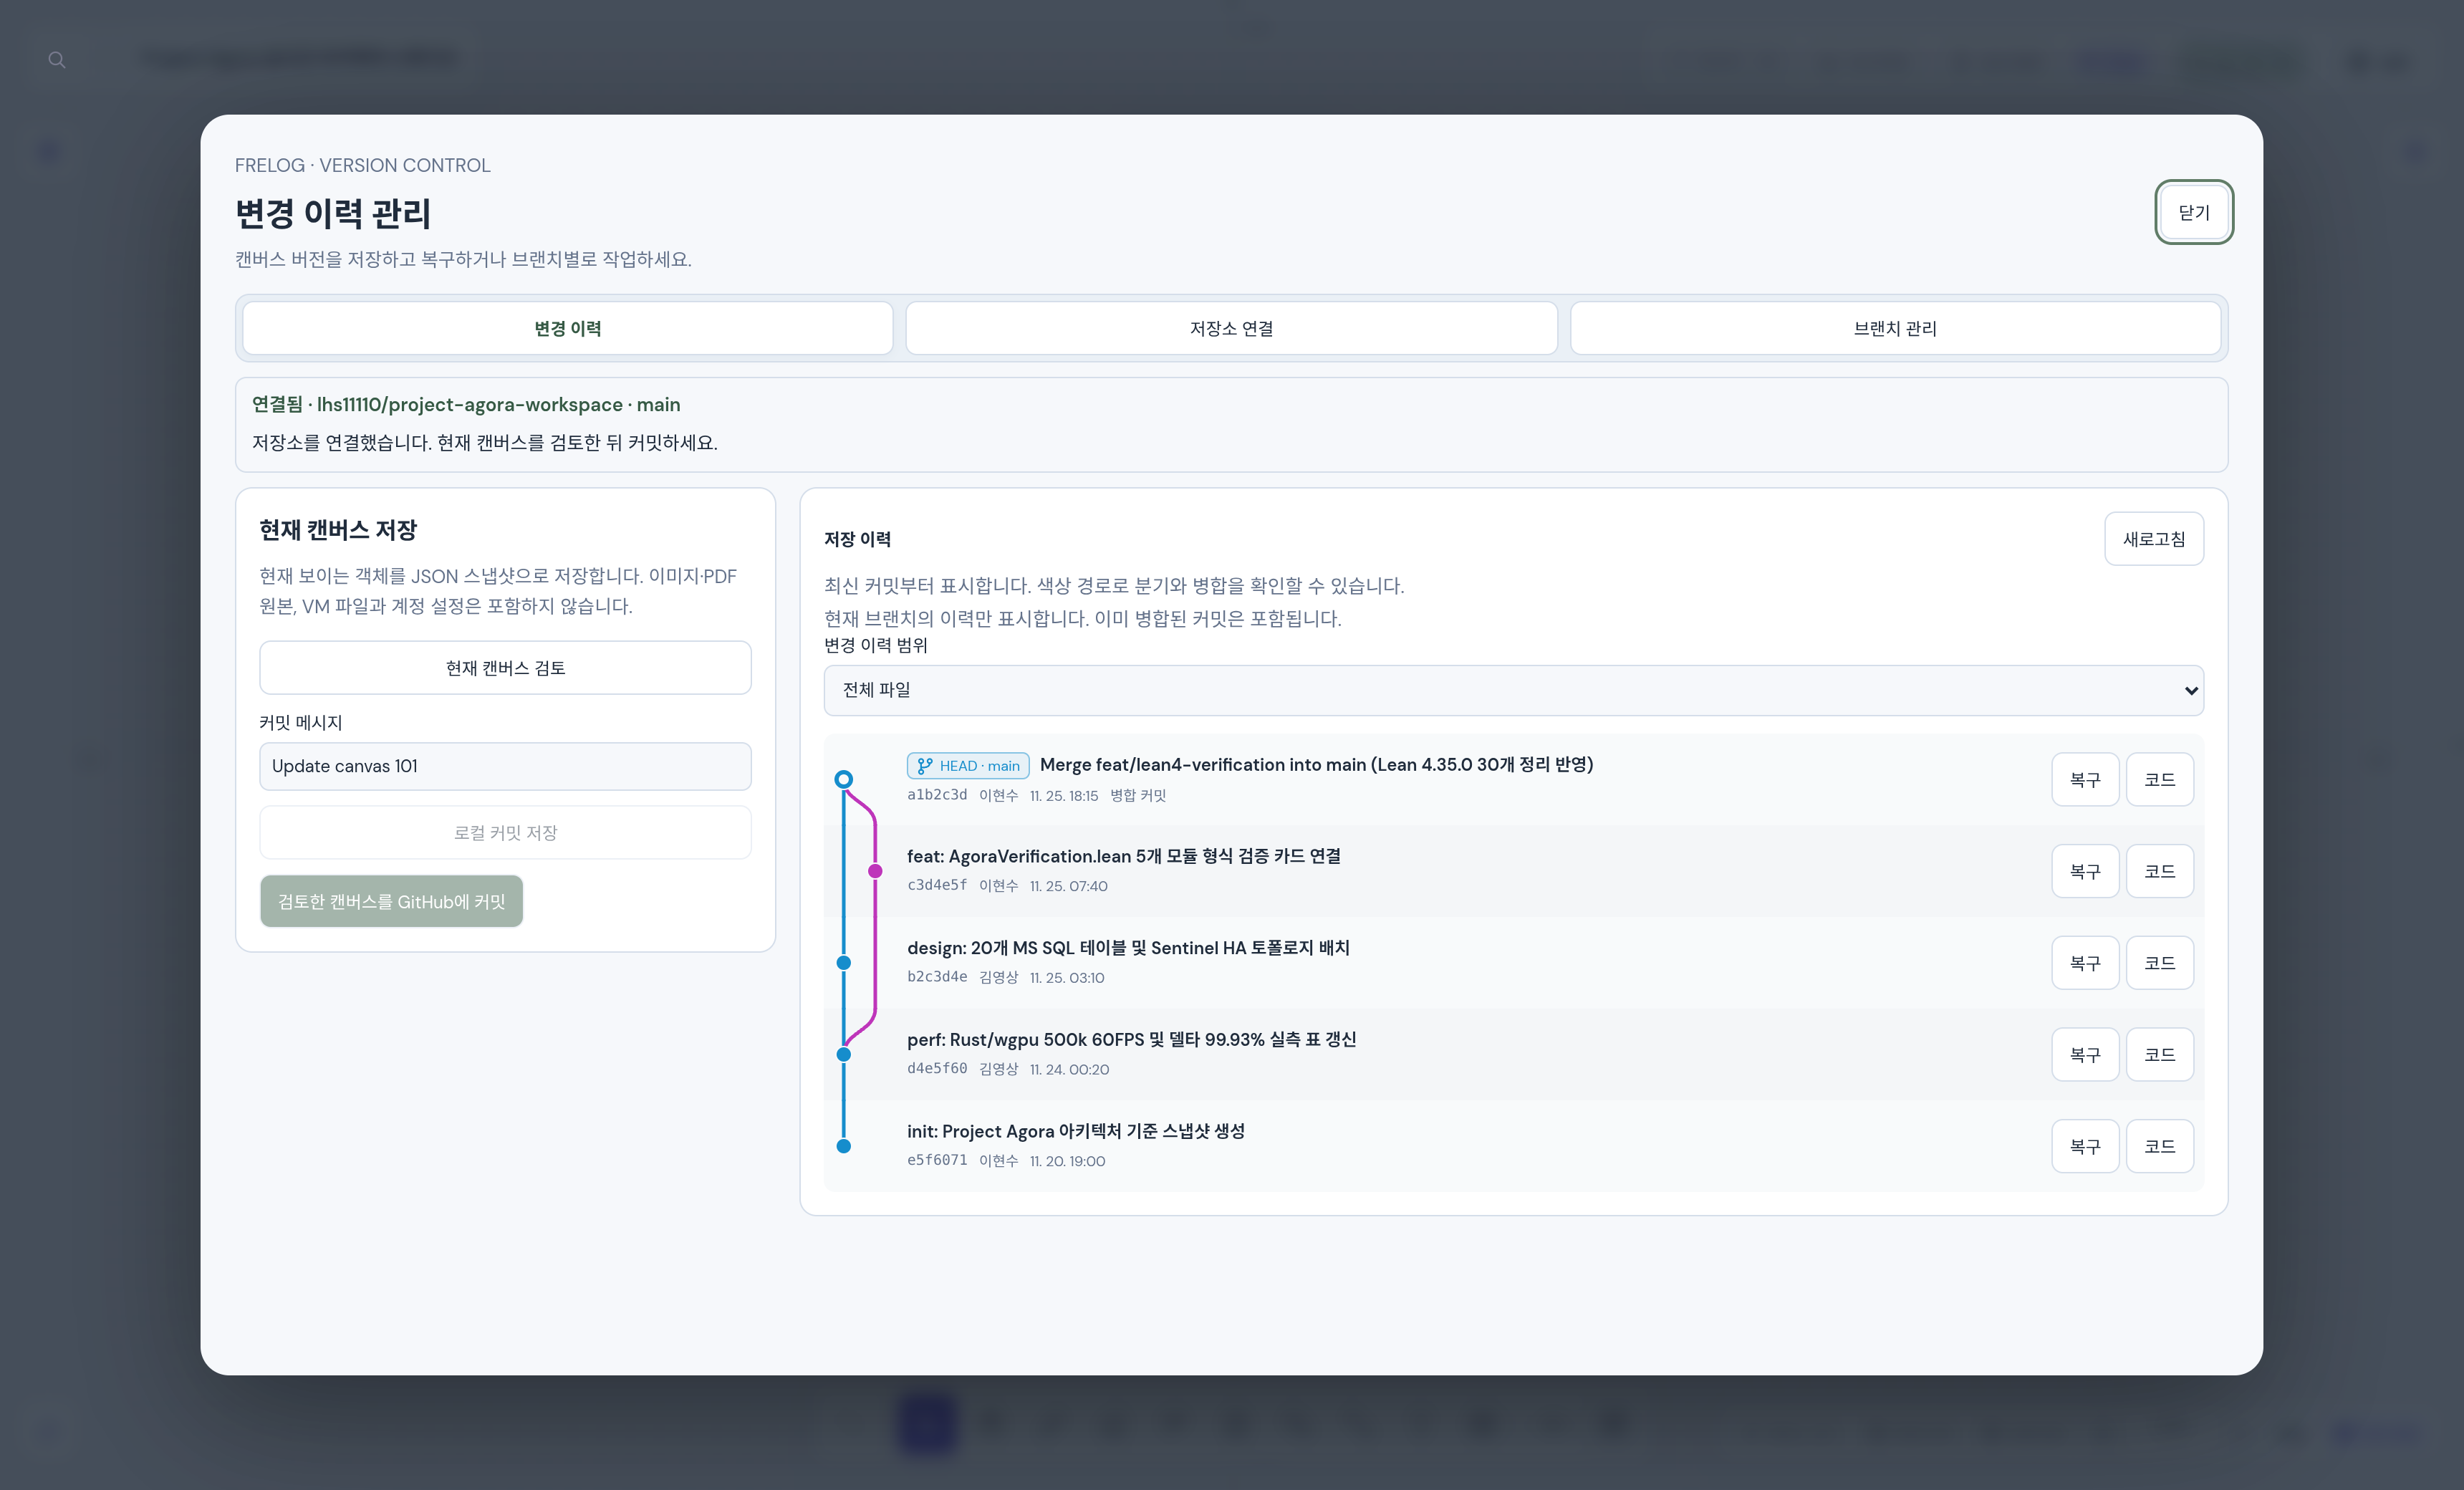 FRELOG · VERSION CONTROL
변경 이력 관리
캔버스 버전을 저장하고 복구하거나 브랜치별로 작업하세요.
닫기
변경 이력
저장소 연결
브랜치 관리
연결됨 · lhs11110/project-agora-workspace · main
저장소를 연결했습니다. 현재 캔버스를 검토한 뒤 커밋하세요.
현재 캔버스 저장
현재 보이는 객체를 JSON 스냅샷으로 저장합니다. 이미지·PDF
원본, VM 파일과 계정 설정은 포함하지 않습니다.
현재 캔버스 검토
커밋 메시지
Update canvas 101
로컬 커밋 저장
검토한 캔버스를 GitHub에 커밋
저장 이력
새로고침
최신 커밋부터 표시합니다. 색상 경로로 분기와 병합을 확인할 수 있습니다.
현재 브랜치의 이력만 표시합니다. 이미 병합된 커밋은 포함됩니다.
변경 이력 범위
전체 파일
HEAD · main Merge feat/lean4-verification into main (Lean 4.35.0 30개 정리 반영)
a1b2c3d 이현수 11. 25. 18:15 병합 커밋
복구 코드
feat: AgoraVerification.lean 5개 모듈 형식 검증 카드 연결
c3d4e5f 이현수 11. 25. 07:40
복구 코드
design: 20개 MS SQL 테이블 및 Sentinel HA 토폴로지 배치
b2c3d4e 김영상 11. 25. 03:10
복구 코드
perf: Rust/wgpu 500k 60FPS 및 델타 99.93% 실측 표 갱신
d4e5f60 김영상 11. 24. 00:20
복구 코드
init: Project Agora 아키텍처 기준 스냅샷 생성
e5f6071 이현수 11. 20. 19:00
복구 코드